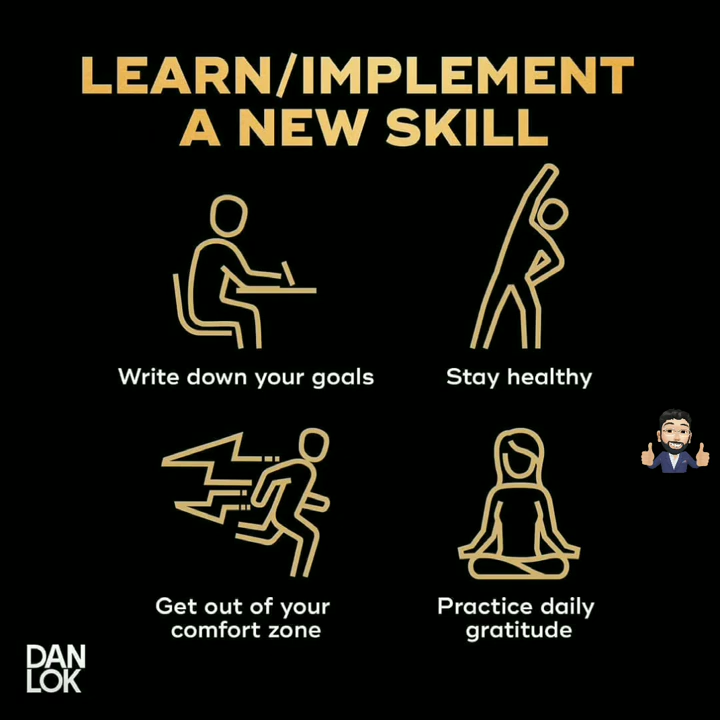 LEARN/IMPLEMENT
A NEW SKILL
Write down your goals
Stay healthy
Get out of your
comfort zone
Practice daily
gratitude
DAN
LOK